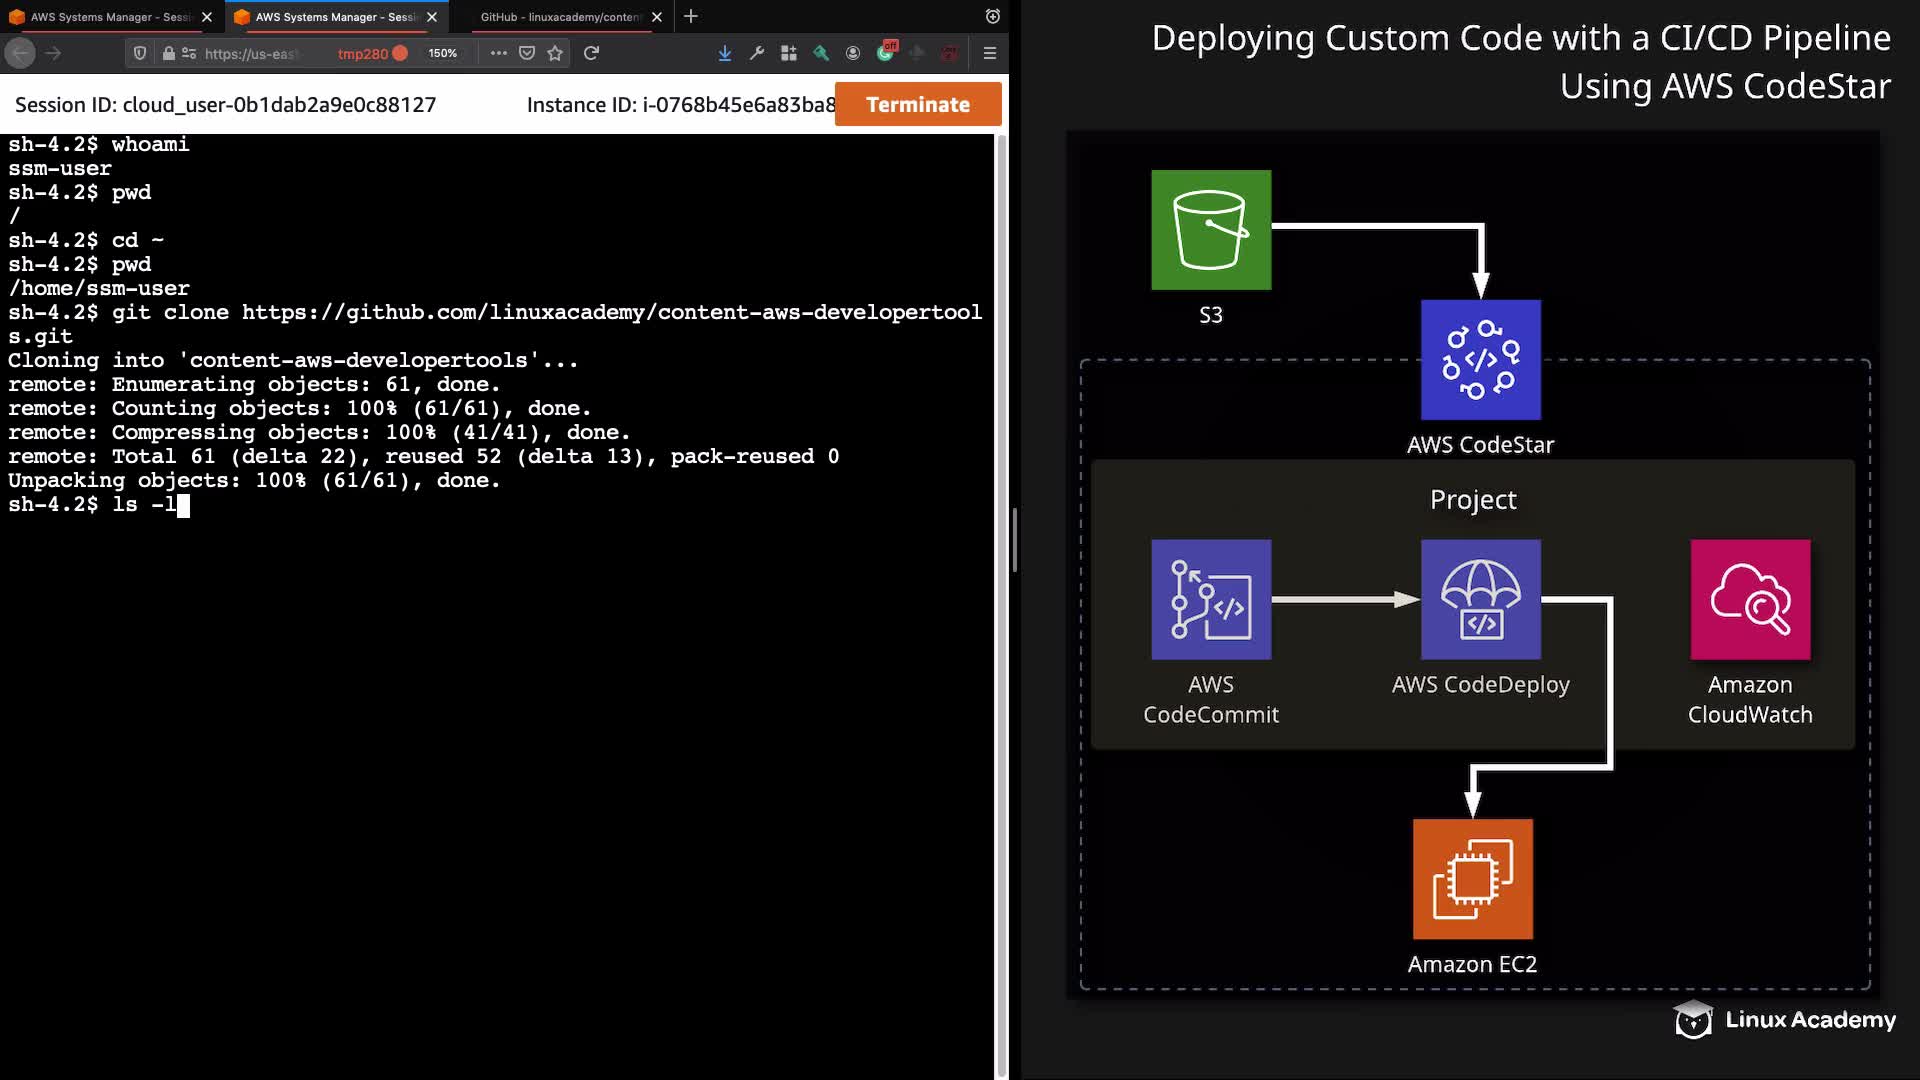 AWS Systems Manager - Sessi
AWS Systems Manager - Sessi
GitHub - linuxacademy/conten
https://us-east
tmp280
150%
off
Session ID: cloud_user-0b1dab2a9e0c88127
Instance ID: i-0768b45e6a83ba8
Terminate
sh-4.2$ whoami
ssm-user
sh-4.2$ pwd
/
sh-4.2$ cd ~
sh-4.2$ pwd
/home/ssm-user
sh-4.2$ git clone https://github.com/linuxacademy/content-aws-developertool
s.git
Cloning into 'content-aws-developertools'...
remote: Enumerating objects: 61, done.
remote: Counting objects: 100% (61/61), done.
remote: Compressing objects: 100% (41/41), done.
remote: Total 61 (delta 22), reused 52 (delta 13), pack-reused 0
Unpacking objects: 100% (61/61), done.
sh-4.2$ ls -l
Deploying Custom Code with a CI/CD Pipeline
Using AWS CodeStar
S3
AWS CodeStar
Project
AWS
CodeCommit
AWS CodeDeploy
Amazon
CloudWatch
Amazon EC2
Linux Academy